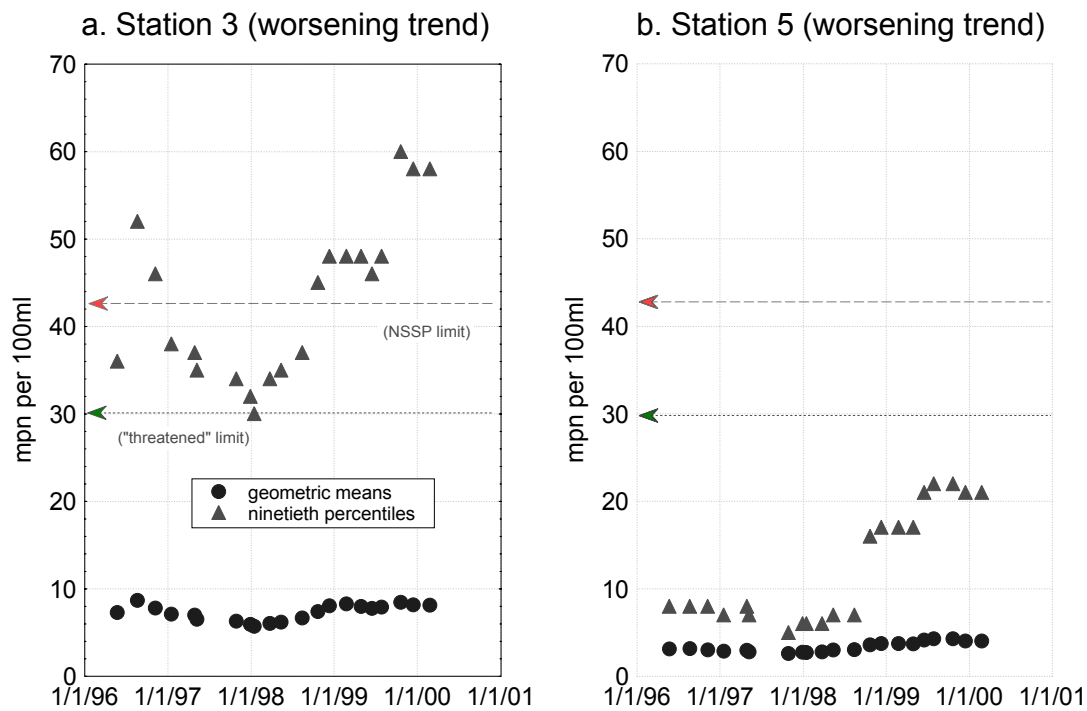 a. Station 3 (worsening trend)
70
60
50
40
30
20
10
0
mpn per 100ml
(NSSP limit)
("threatened" limit)
geometric means
ninetieth percentiles
1/1/96 1/1/97 1/1/98 1/1/99 1/1/00 1/1/01
b. Station 5 (worsening trend)
70
60
50
40
30
20
10
0
mpn per 100ml
1/1/96 1/1/97 1/1/98 1/1/99 1/1/00 1/1/01